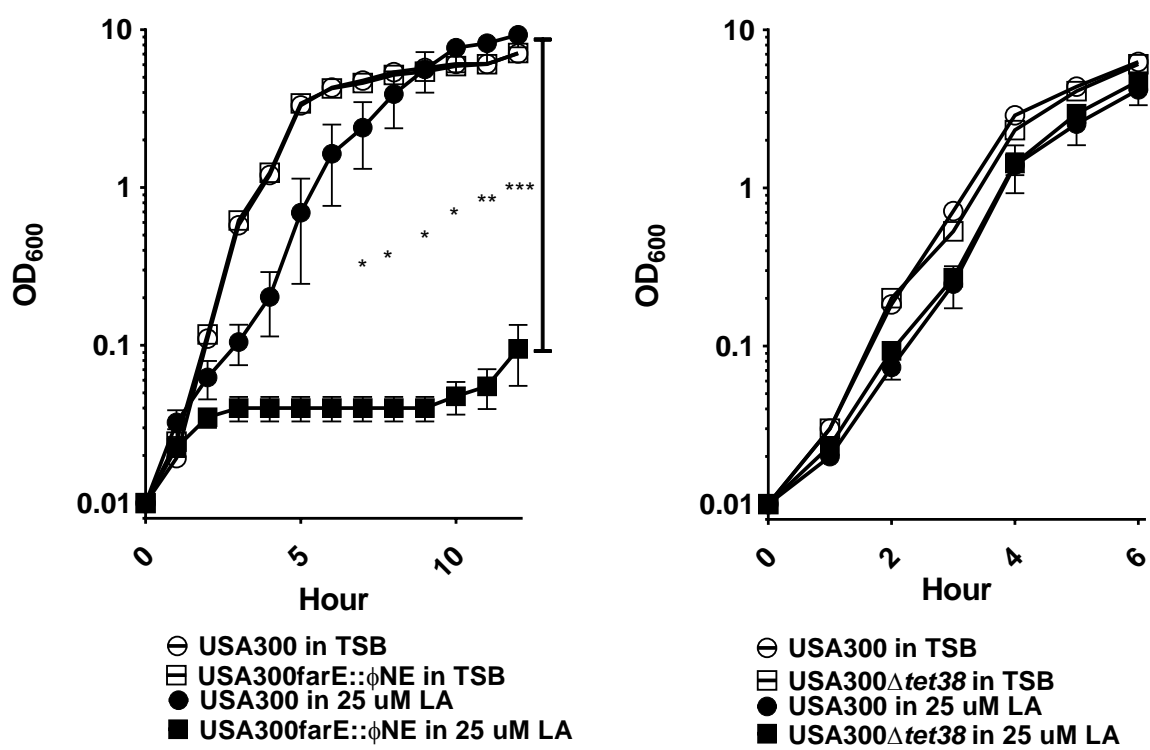 10
1
0.1
0.01
OD600
* * * * ** ***
0 5 10
Hour
USA300 in TSB
USA300farE::ϕNE in TSB
USA300 in 25 uM LA
USA300farE::ϕNE in 25 uM LA
10
1
0.1
0.01
OD600
0 2 4 6
Hour
USA300 in TSB
USA300Δtet38 in TSB
USA300 in 25 uM LA
USA300Δtet38 in 25 uM LA